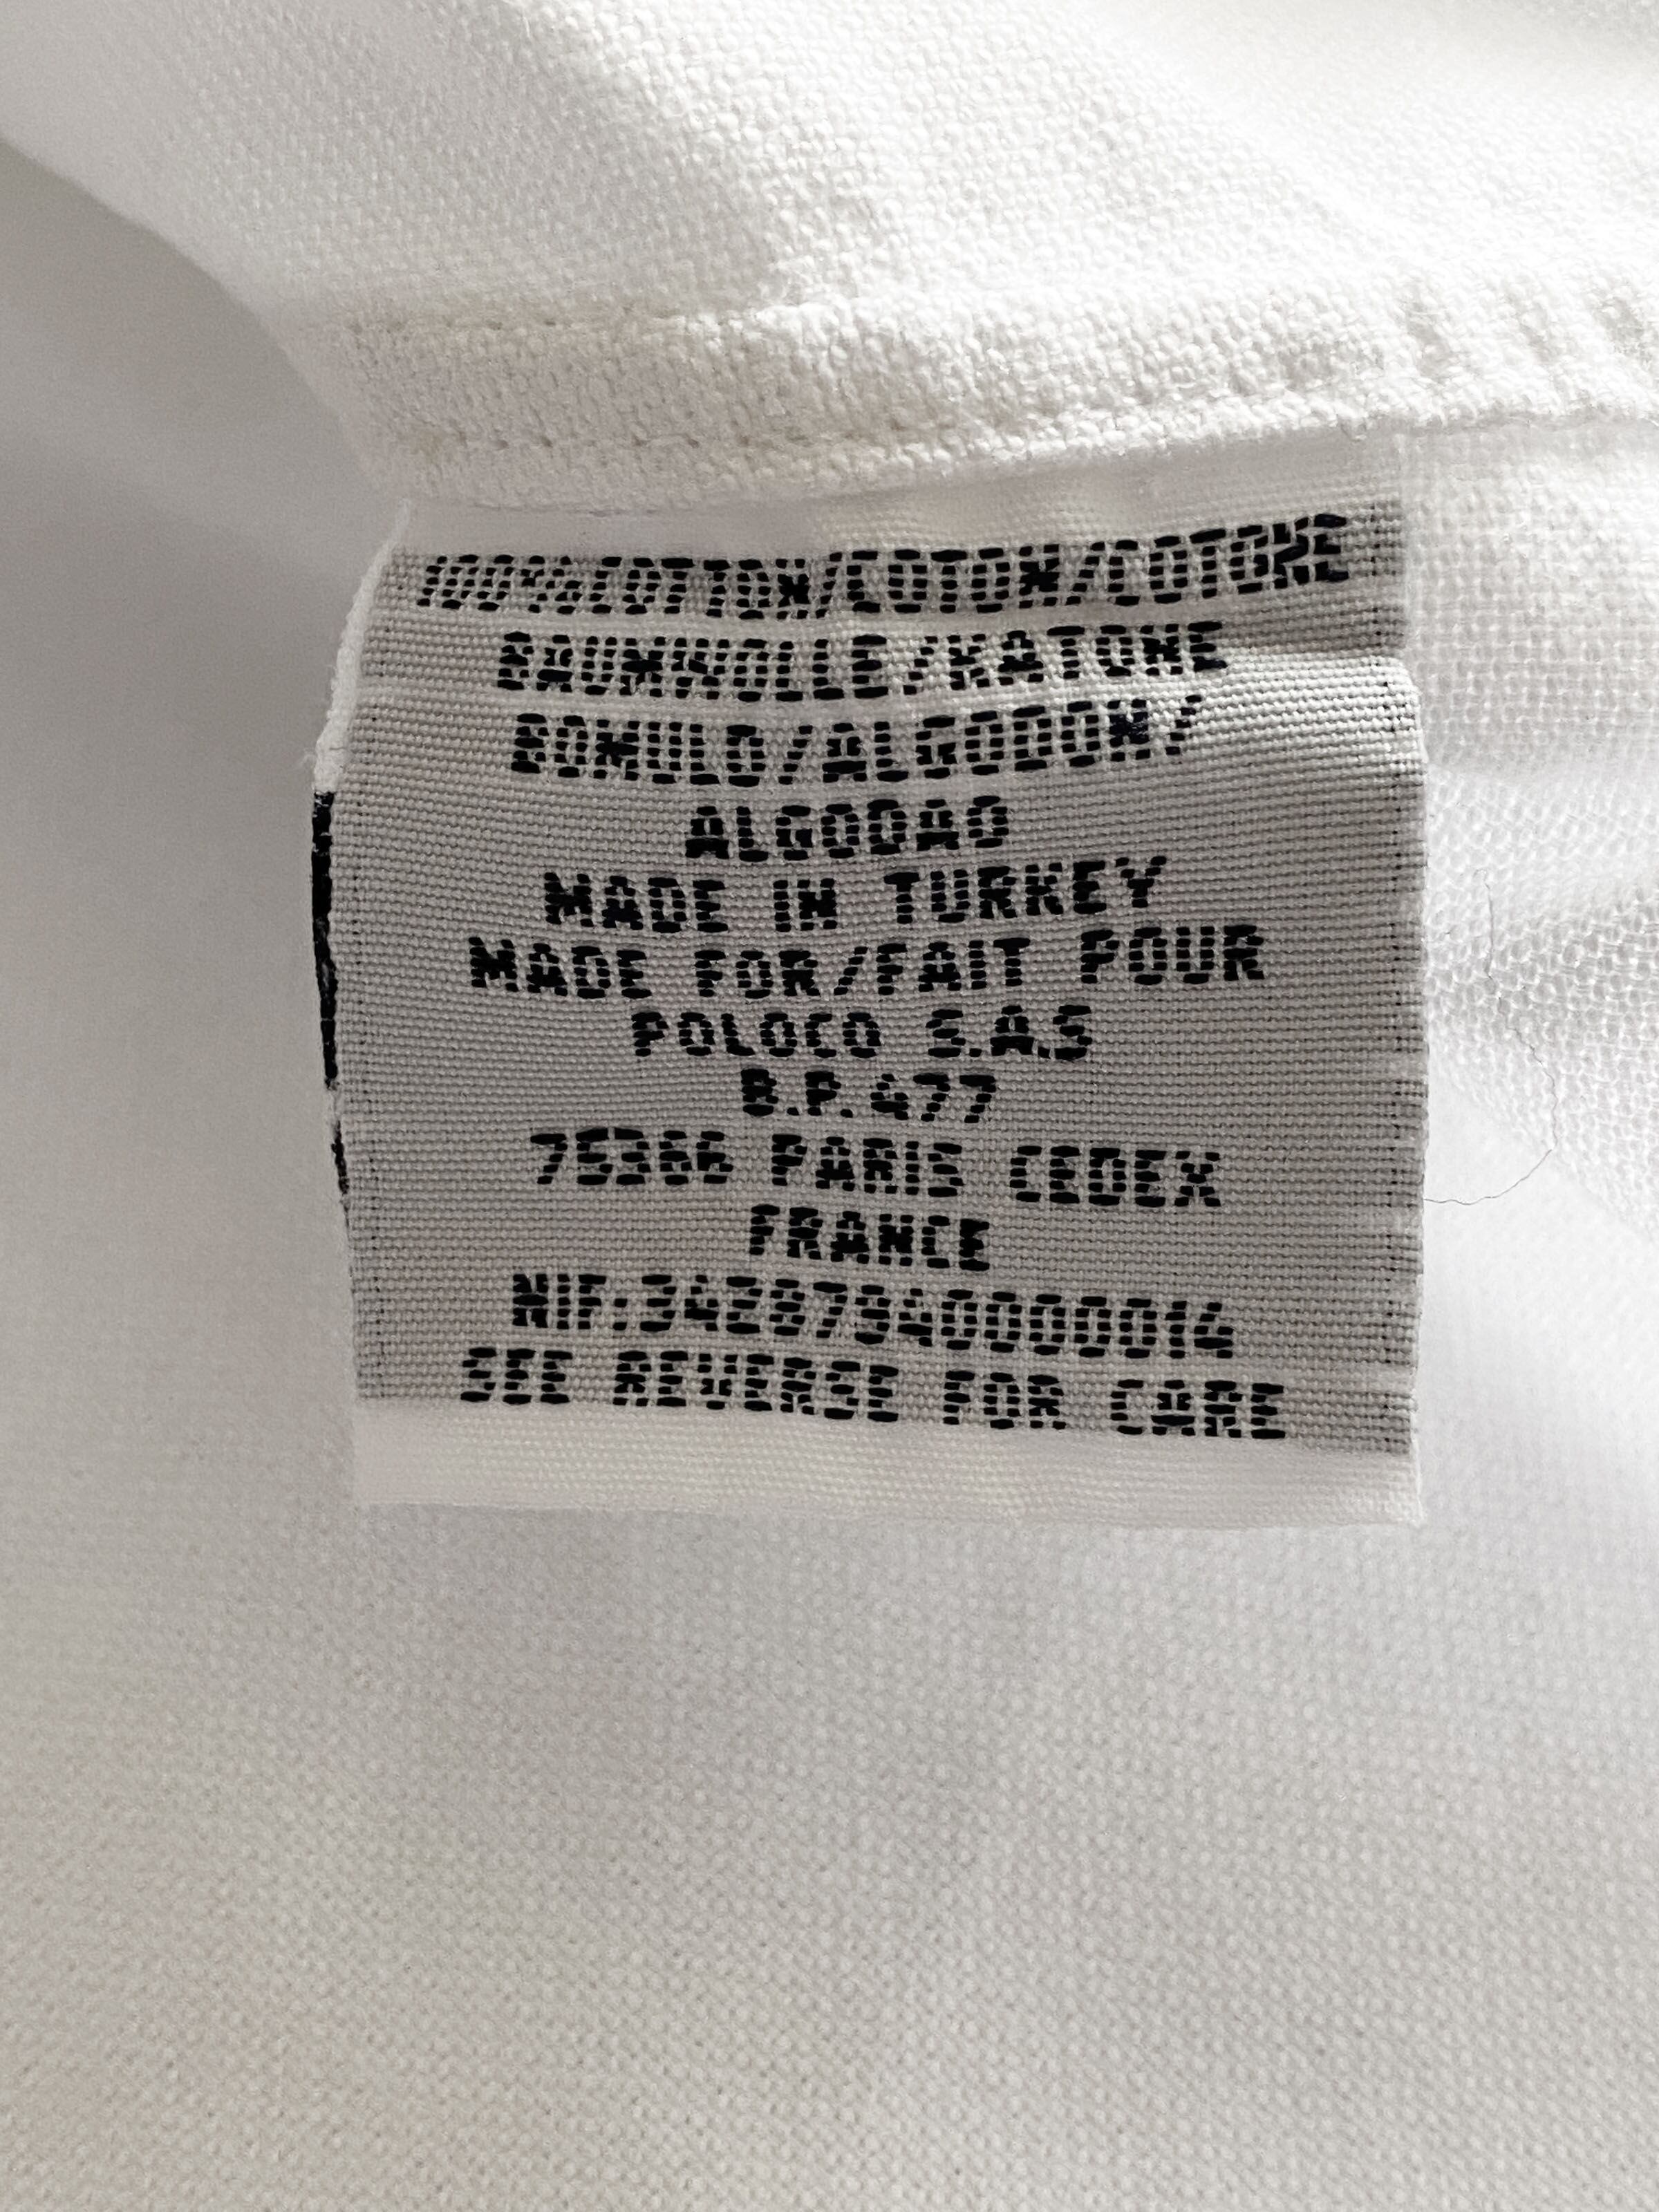 100%COTTON/COTON/COTONE
BAUMWOLLE/KATONE
BOMULD/ALGODON/
ALGODAO
MADE IN TURKEY
MADE FOR/FAIT POUR
POLOCO S.A.S
B.P.477
75366 PARIS CEDEX
FRANCE
NIF:34287940000014
SEE REVERSE FOR CARE